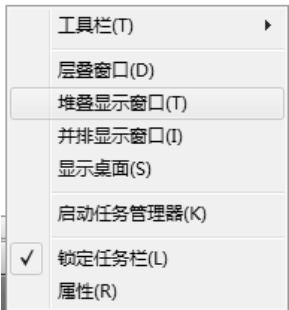 工具栏(T)
层叠窗口(D)
堆叠显示窗口(T)
并排显示窗口(I)
显示桌面(S)
启动任务管理器(K)
锁定任务栏(L)
属性(R)